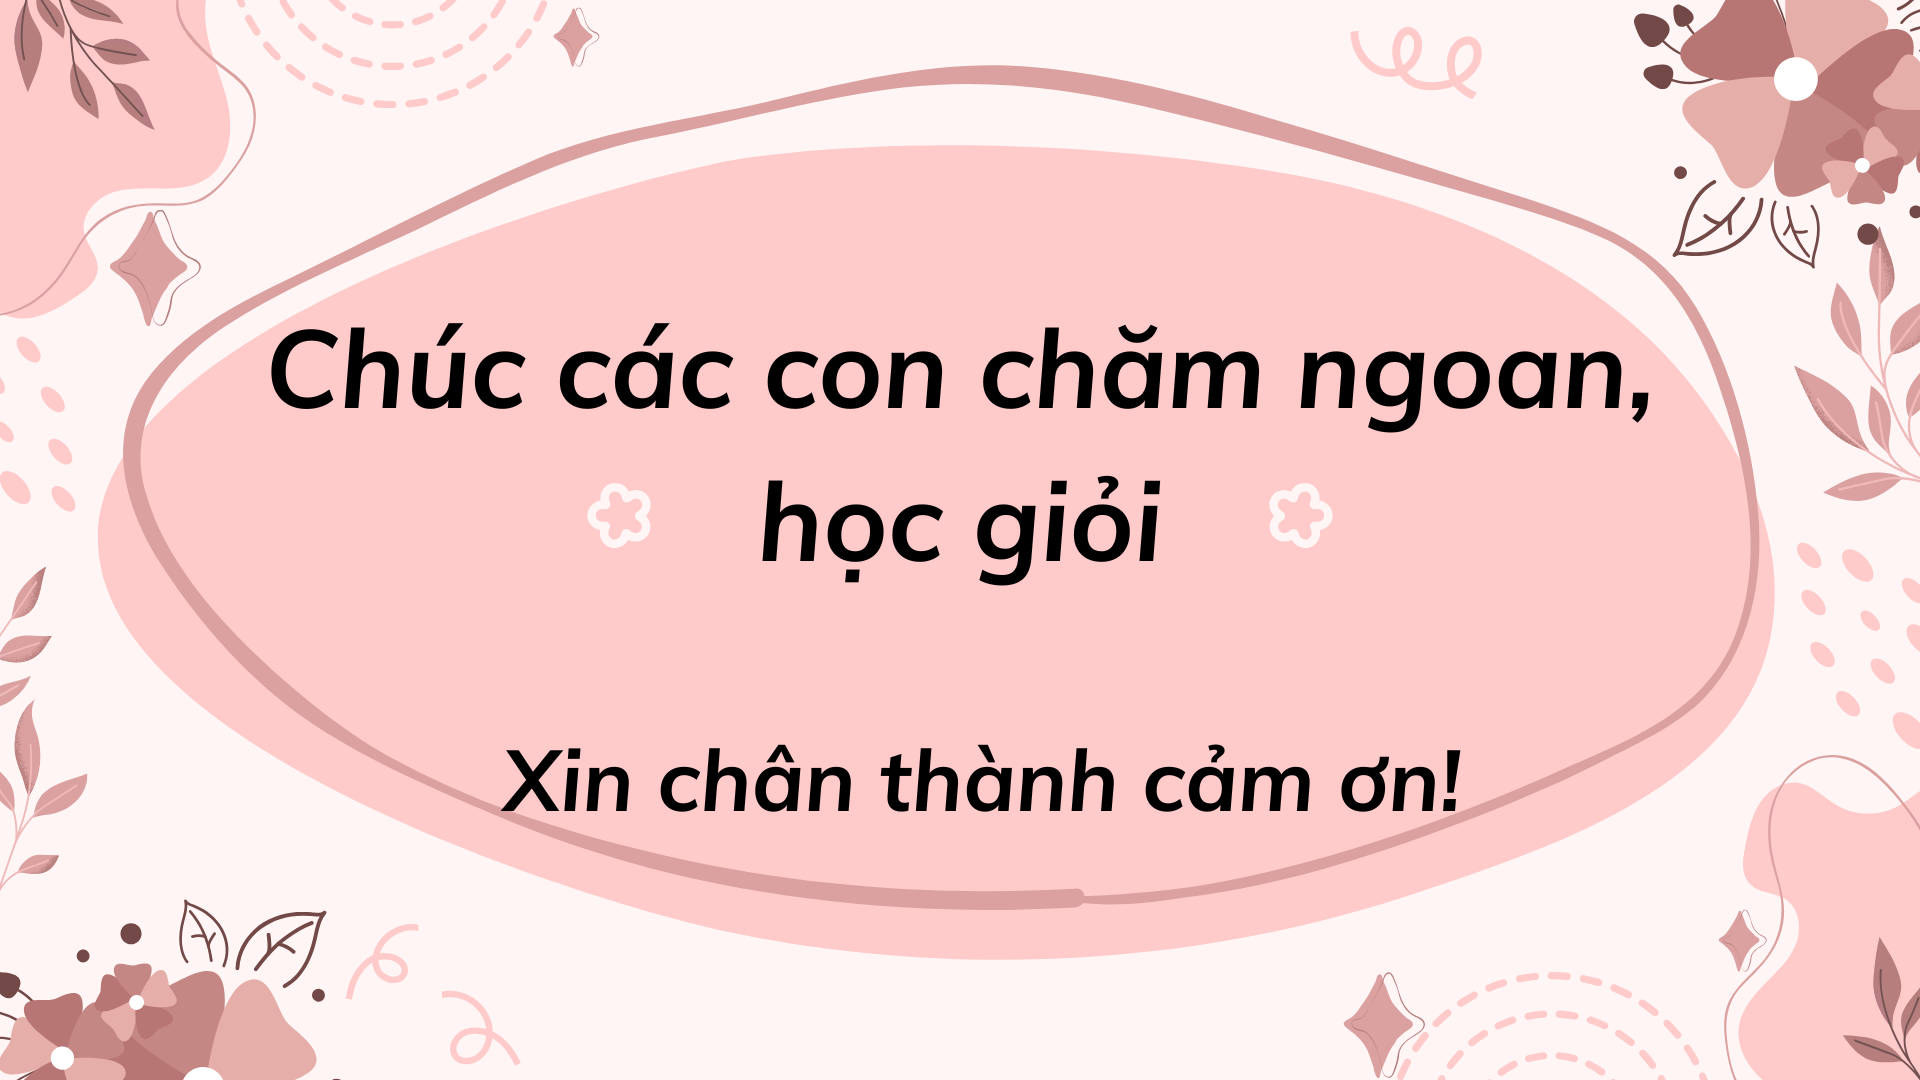 Chúc các con chăm ngoan,
học giỏi
Xin chân thành cảm ơn!